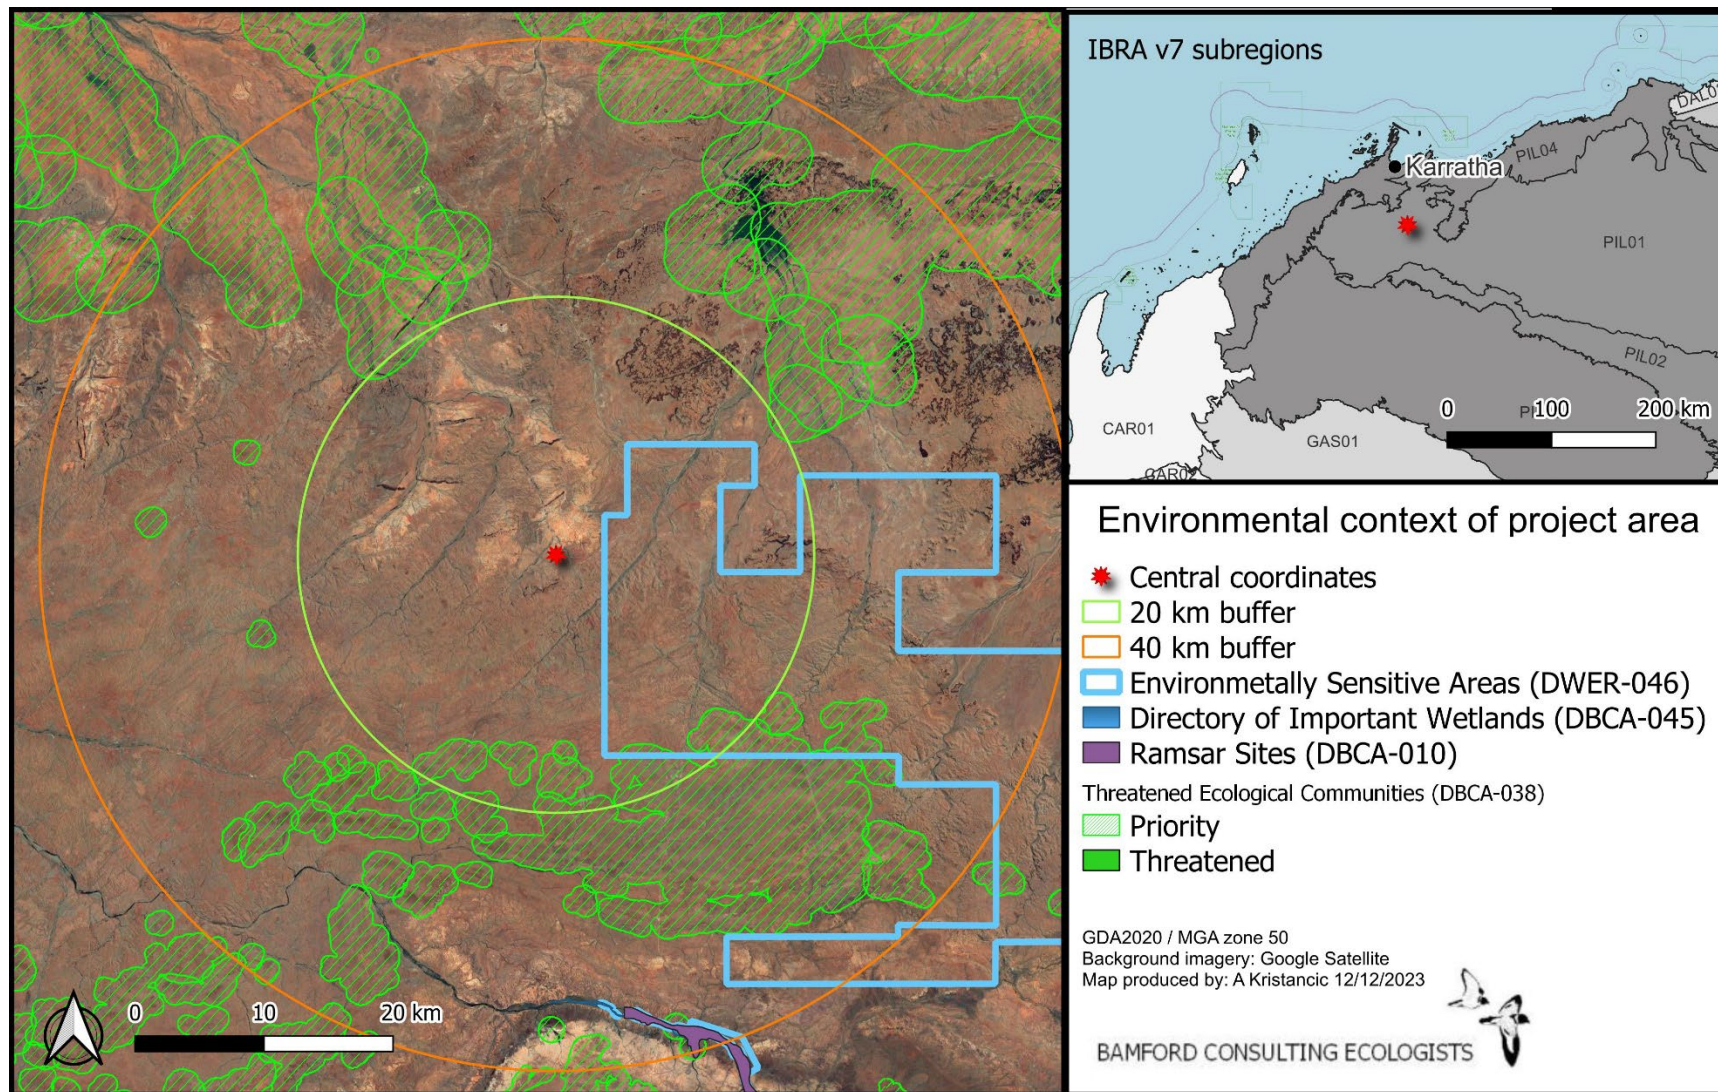 IBRA v7 subregions
DAL0
PIL04
Karratha
PIL01
PIL02
0 100 200 km
CAR01
GAS01
CAR02
Environmental context of project area
Central coordinates
20 km buffer
40 km buffer
Environmetally Sensitive Areas (DWER-046)
Directory of Important Wetlands (DBCA-045)
Ramsar Sites (DBCA-010)
Threatened Ecological Communities (DBCA-038)
Priority
Threatened
GDA2020 / MGA zone 50
Background imagery: Google Satellite
Map produced by: A Kristancic 12/12/2023
BAMFORD CONSULTING ECOLOGISTS
0 10 20 km